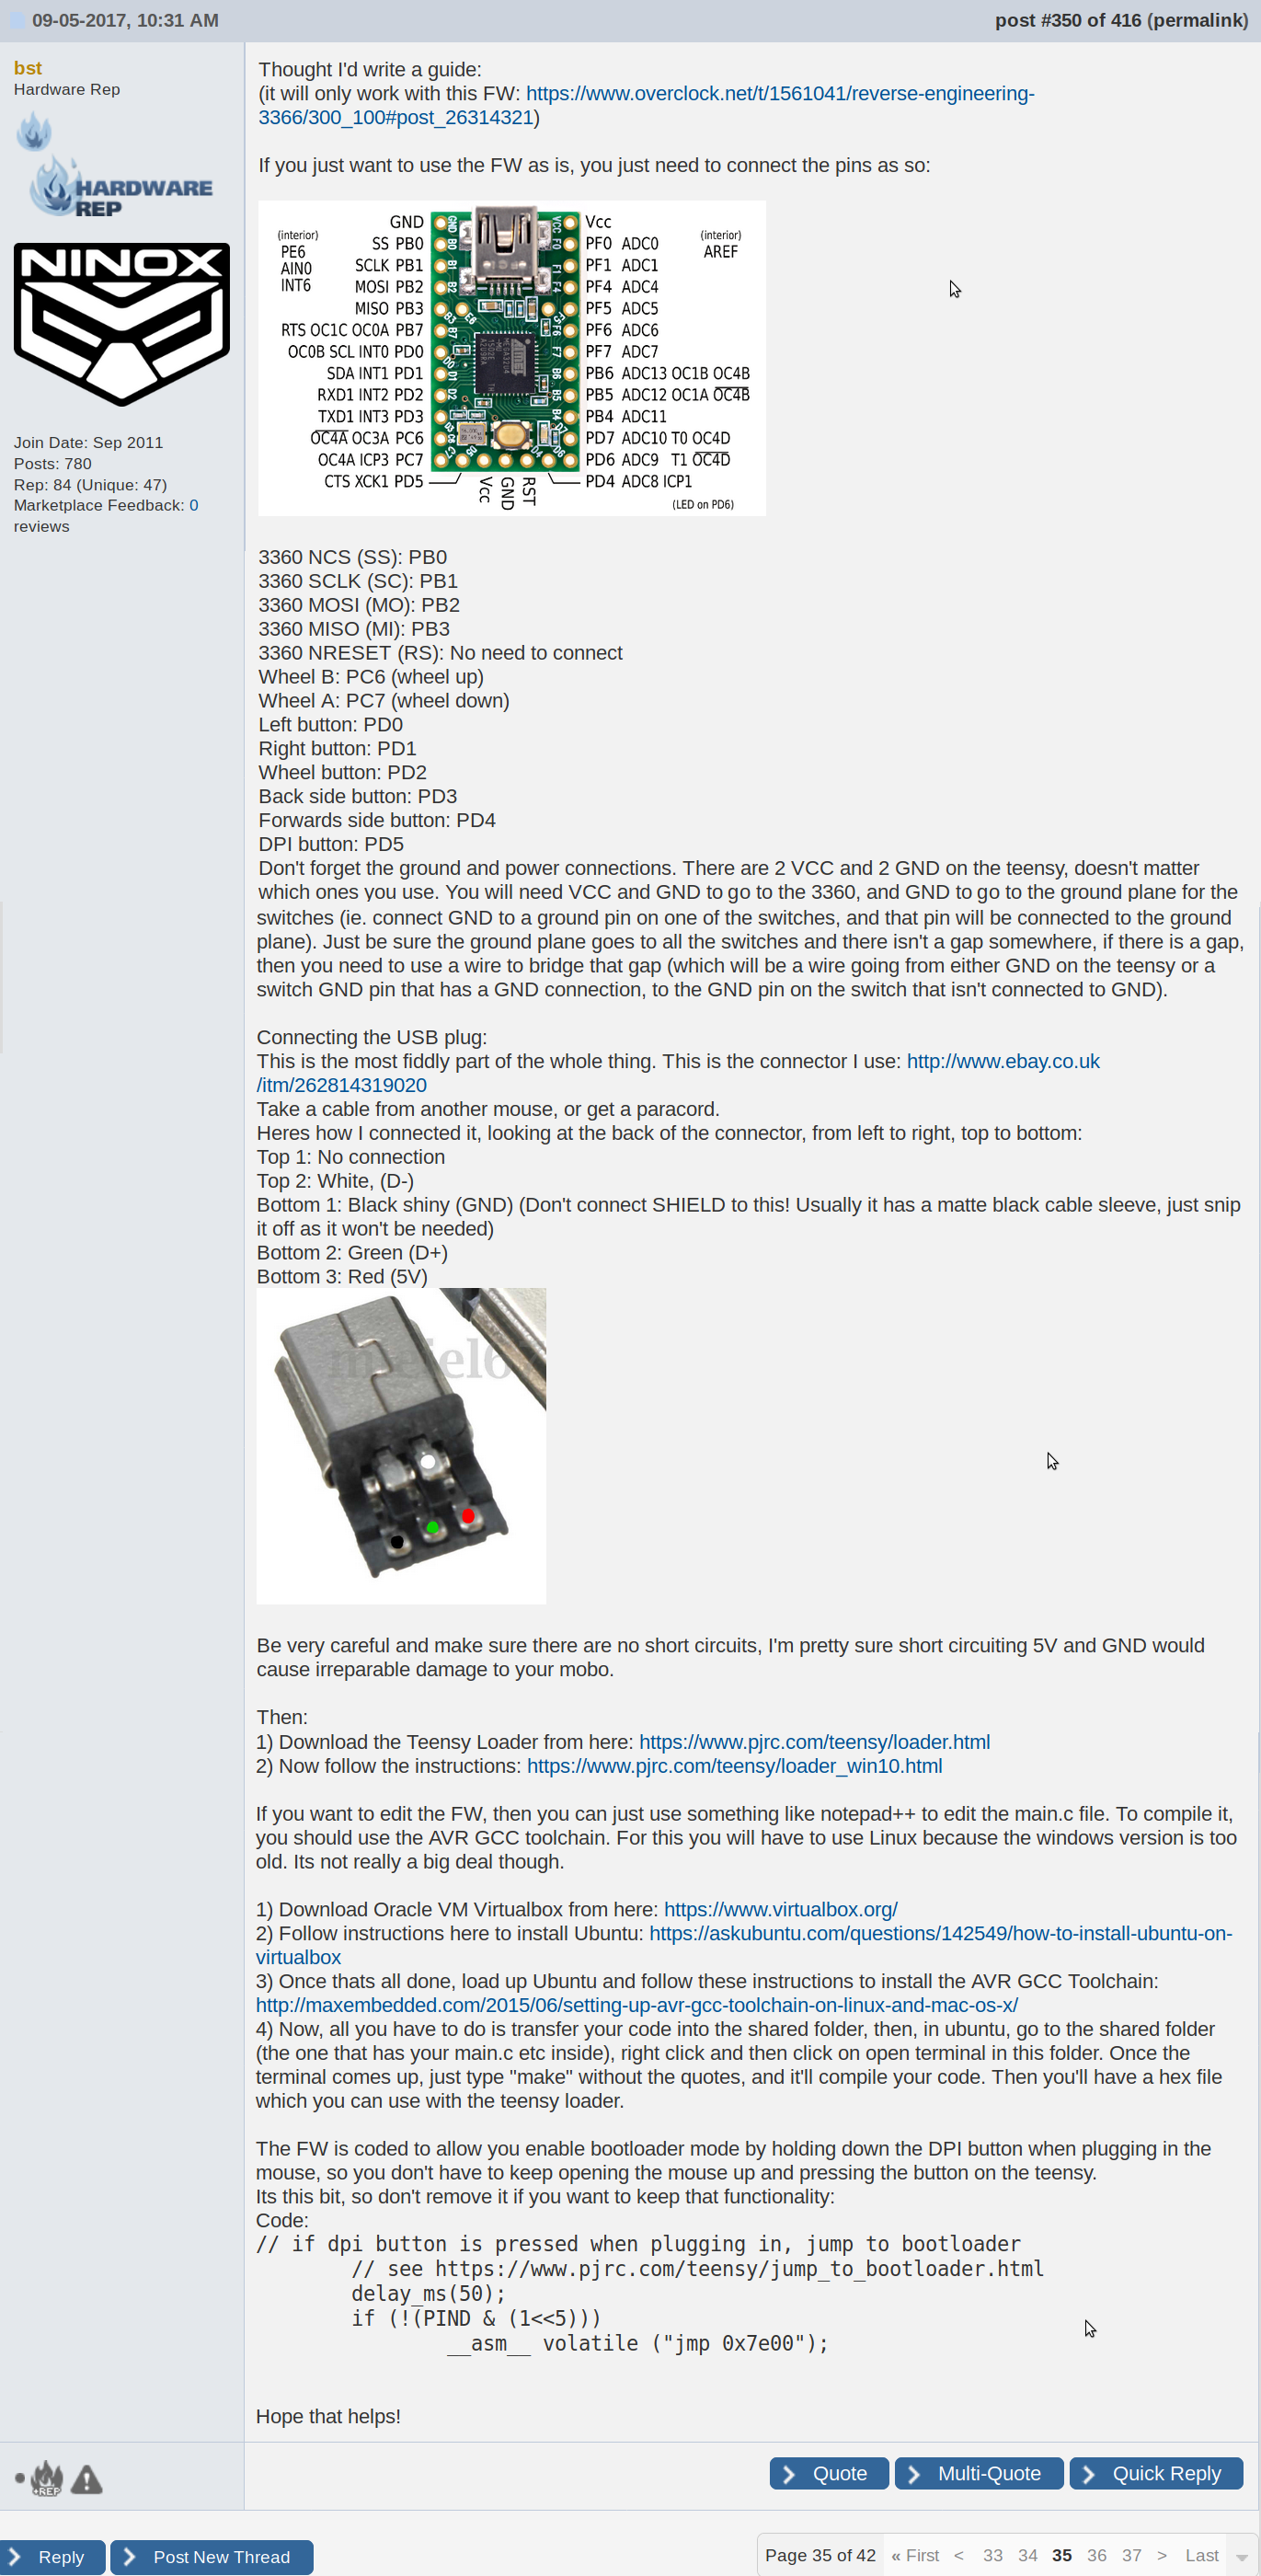 09-05-2017, 10:31 AM
post #350 of 416 (permalink)
bst
Hardware Rep
HARDWARE
REP
NINOX
Join Date: Sep 2011
Posts: 780
Rep: 84 (Unique: 47)
Marketplace Feedback: 0
reviews
Thought I'd write a guide:
(it will only work with this FW: https://www.overclock.net/t/1561041/reverse-engineering-
3366/300_100#post_26314321)
If you just want to use the FW as is, you just need to connect the pins as so:
GND
(interior)
PE6
AIN0
INT6
SS PB0
SCLK PB1
MOSI PB2
MISO PB3
RTS OC1C OC0A PB7
OC0B SCL INT0 PD0
SDA INT1 PD1
RXD1 INT2 PD2
TXD1 INT3 PD3
OC4A OC3A PC6
OC4A ICP3 PC7
CTS XCK1 PD5
Vcc
GND
RST
Vcc
PF0 ADC0
PF1 ADC1
PF4 ADC4
PF5 ADC5
PF6 ADC6
PF7 ADC7
PB6 ADC13 OC1B OC4B
PB5 ADC12 OC1A OC4B
PB4 ADC11
PD7 ADC10 T0 OC4D
PD6 ADC9 T1 OC4D
PD4 ADC8 ICP1
(interior)
AREF
(LED on PD6)
3360 NCS (SS): PB0
3360 SCLK (SC): PB1
3360 MOSI (MO): PB2
3360 MISO (MI): PB3
3360 NRESET (RS): No need to connect
Wheel B: PC6 (wheel up)
Wheel A: PC7 (wheel down)
Left button: PD0
Right button: PD1
Wheel button: PD2
Back side button: PD3
Forwards side button: PD4
DPI button: PD5
Don't forget the ground and power connections. There are 2 VCC and 2 GND on the teensy, doesn't matter
which ones you use. You will need VCC and GND to go to the 3360, and GND to go to the ground plane for the
switches (ie. connect GND to a ground pin on one of the switches, and that pin will be connected to the ground
plane). Just be sure the ground plane goes to all the switches and there isn't a gap somewhere, if there is a gap,
then you need to use a wire to bridge that gap (which will be a wire going from either GND on the teensy or a
switch GND pin that has a GND connection, to the GND pin on the switch that isn't connected to GND).
Connecting the USB plug:
This is the most fiddly part of the whole thing. This is the connector I use: http://www.ebay.co.uk
/itm/262814319020
Take a cable from another mouse, or get a paracord.
Heres how I connected it, looking at the back of the connector, from left to right, top to bottom:
Top 1: No connection
Top 2: White, (D-)
Bottom 1: Black shiny (GND) (Don't connect SHIELD to this! Usually it has a matte black cable sleeve, just snip
it off as it won't be needed)
Bottom 2: Green (D+)
Bottom 3: Red (5V)
Be very careful and make sure there are no short circuits, I'm pretty sure short circuiting 5V and GND would
cause irreparable damage to your mobo.
Then:
1) Download the Teensy Loader from here: https://www.pjrc.com/teensy/loader.html
2) Now follow the instructions: https://www.pjrc.com/teensy/loader_win10.html
If you want to edit the FW, then you can just use something like notepad++ to edit the main.c file. To compile it,
you should use the AVR GCC toolchain. For this you will have to use Linux because the windows version is too
old. Its not really a big deal though.
1) Download Oracle VM Virtualbox from here: https://www.virtualbox.org/
2) Follow instructions here to install Ubuntu: https://askubuntu.com/questions/142549/how-to-install-ubuntu-on-
virtualbox
3) Once thats all done, load up Ubuntu and follow these instructions to install the AVR GCC Toolchain:
http://maxembedded.com/2015/06/setting-up-avr-gcc-toolchain-on-linux-and-mac-os-x/
4) Now, all you have to do is transfer your code into the shared folder, then, in ubuntu, go to the shared folder
(the one that has your main.c etc inside), right click and then click on open terminal in this folder. Once the
terminal comes up, just type "make" without the quotes, and it'll compile your code. Then you'll have a hex file
which you can use with the teensy loader.
The FW is coded to allow you enable bootloader mode by holding down the DPI button when plugging in the
mouse, so you don't have to keep opening the mouse up and pressing the button on the teensy.
Its this bit, so don't remove it if you want to keep that functionality:
Code:
// if dpi button is pressed when plugging in, jump to bootloader
// see https://www.pjrc.com/teensy/jump_to_bootloader.html
delay_ms(50);
if (!(PIND & (1<<5)))
__asm__ volatile ("jmp 0x7e00");
Hope that helps!
+REP
Quote
Multi-Quote
Quick Reply
Reply
Post New Thread
Page 35 of 42 « First < 33 34 35 36 37 > Last